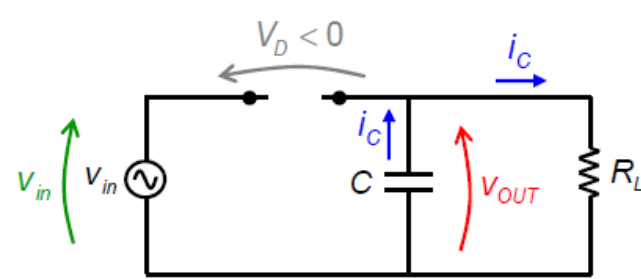 V_D < 0
i_C
i_C
v_in
v_in
C
v_OUT
R_L